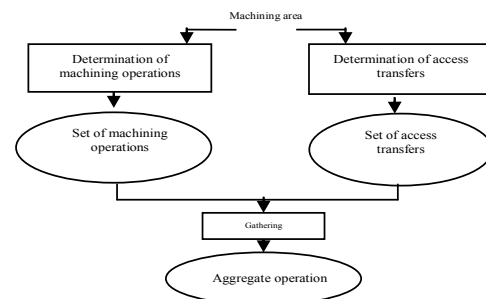 Machining area
Determination of
machining operations
Determination of access
transfers
Set of machining
operations
Set of access
transfers
Gathering
Aggregate operation